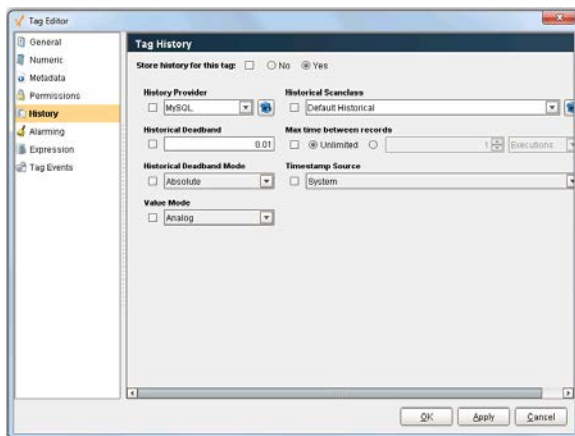 Tag Editor
General
Numeric
Metadata
Permissions
History
Alarming
Expression
Tag Events
Tag History
Store history for this tag: No Yes
History Provider Historical Scanclass
MySQL Default Historical
Historical Deadband Max time between records
0.01 Unlimited 1 Executions
Historical Deadband Mode Timestamp Source
Absolute System
Value Mode
Analog
OK Apply Cancel